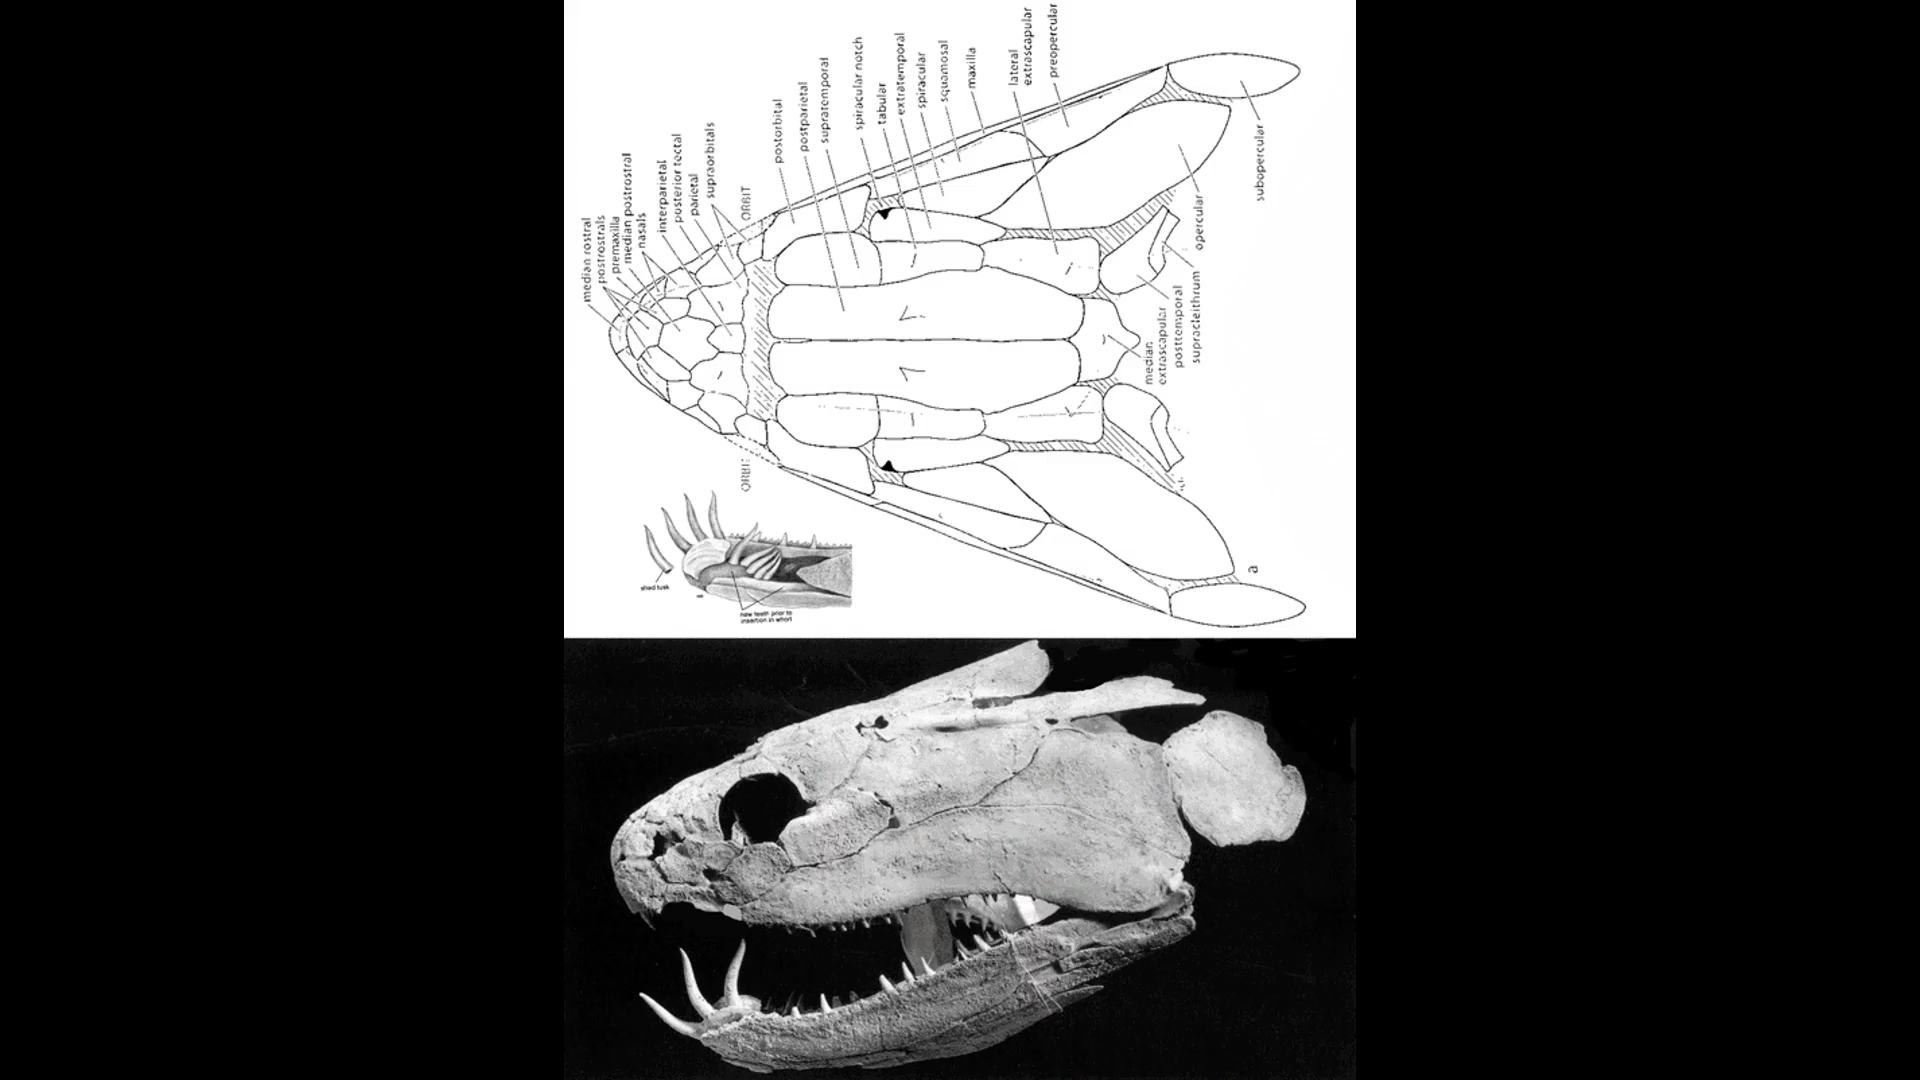 median rostral
postrostrals
premaxilla
median postrostral
nasals
interparietal
posterior tectal
parietal
supraorbitals
ORBIT
postorbital
postparietal
supratemporal
spiracular notch
tabular
extratemporal
spiracular
squamosal
maxilla
lateral
extrascapular
preopercular
subopercular
opercular
supracleithrum
posttemporal
median
extrascapular
ORBIT
a
shed tusk
new teeth prior to
insertion in whorl